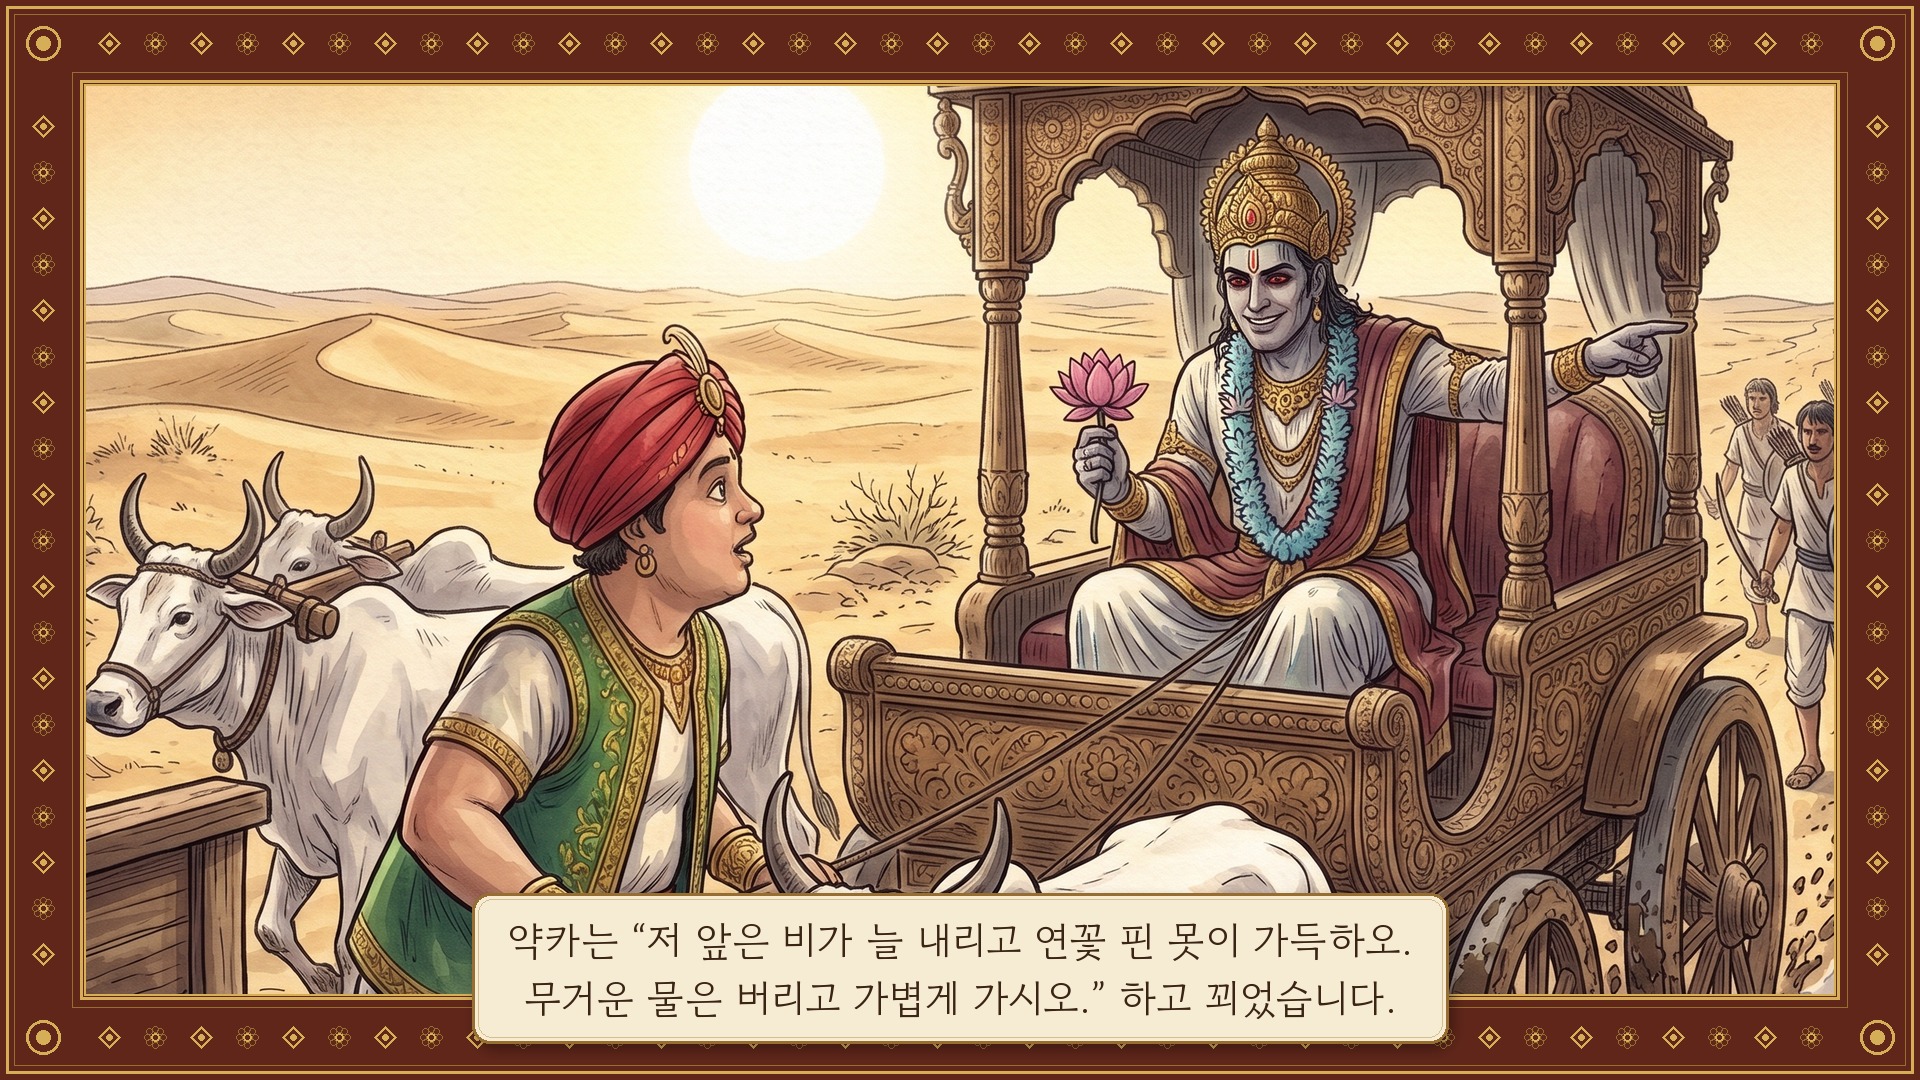 약카는 “저 앞은 비가 늘 내리고 연꽃 핀 못이 가득하오.
무거운 물은 버리고 가볍게 가시오.” 하고 꾀었습니다.